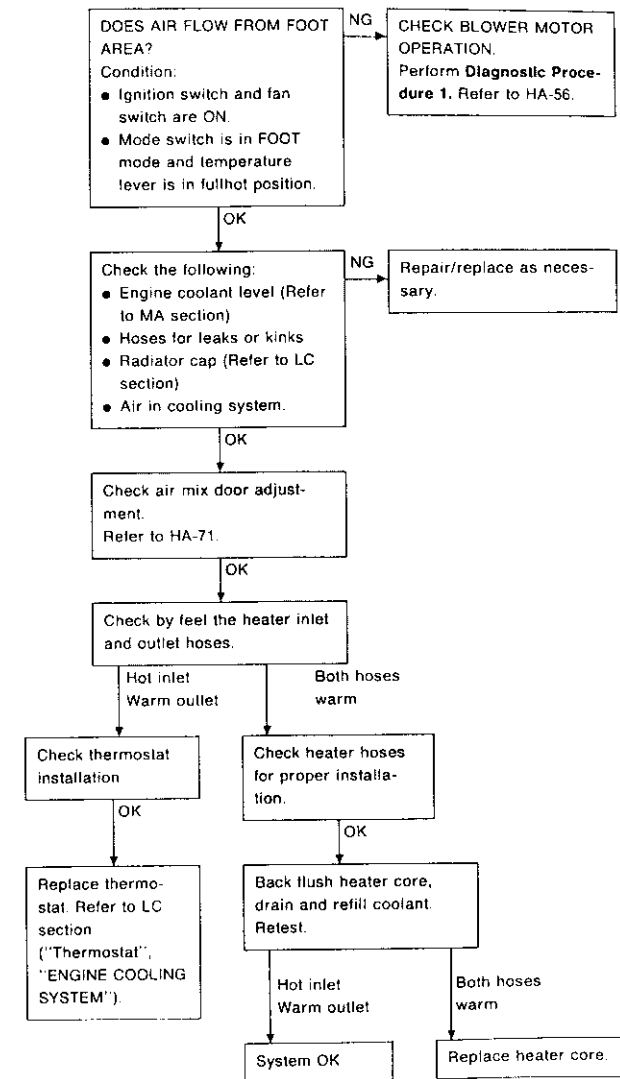 DOES AIR FLOW FROM FOOT
AREA?
Condition:
● Ignition switch and fan
switch are ON.
● Mode switch is in FOOT
mode and temperature
lever is in fullhot position.
NG
CHECK BLOWER MOTOR
OPERATION.
Perform Diagnostic Proce-
dure 1. Refer to HA-56.
OK
Check the following:
● Engine coolant level (Refer
to MA section)
● Hoses for leaks or kinks
● Radiator cap (Refer to LC
section)
● Air in cooling system.
NG
Repair/replace as neces-
sary.
OK
Check air mix door adjust-
ment.
Refer to HA-71.
OK
Check by feel the heater inlet
and outlet hoses.
Hot inlet
Warm outlet
Both hoses
warm
Check thermostat
installation
Check heater hoses
for proper installa-
tion.
OK
OK
Replace thermo-
stat. Refer to LC
section
("Thermostat",
"ENGINE COOLING
SYSTEM").
Back flush heater core,
drain and refill coolant.
Retest.
Hot inlet
Warm outlet
Both hoses
warm
System OK
Replace heater core.